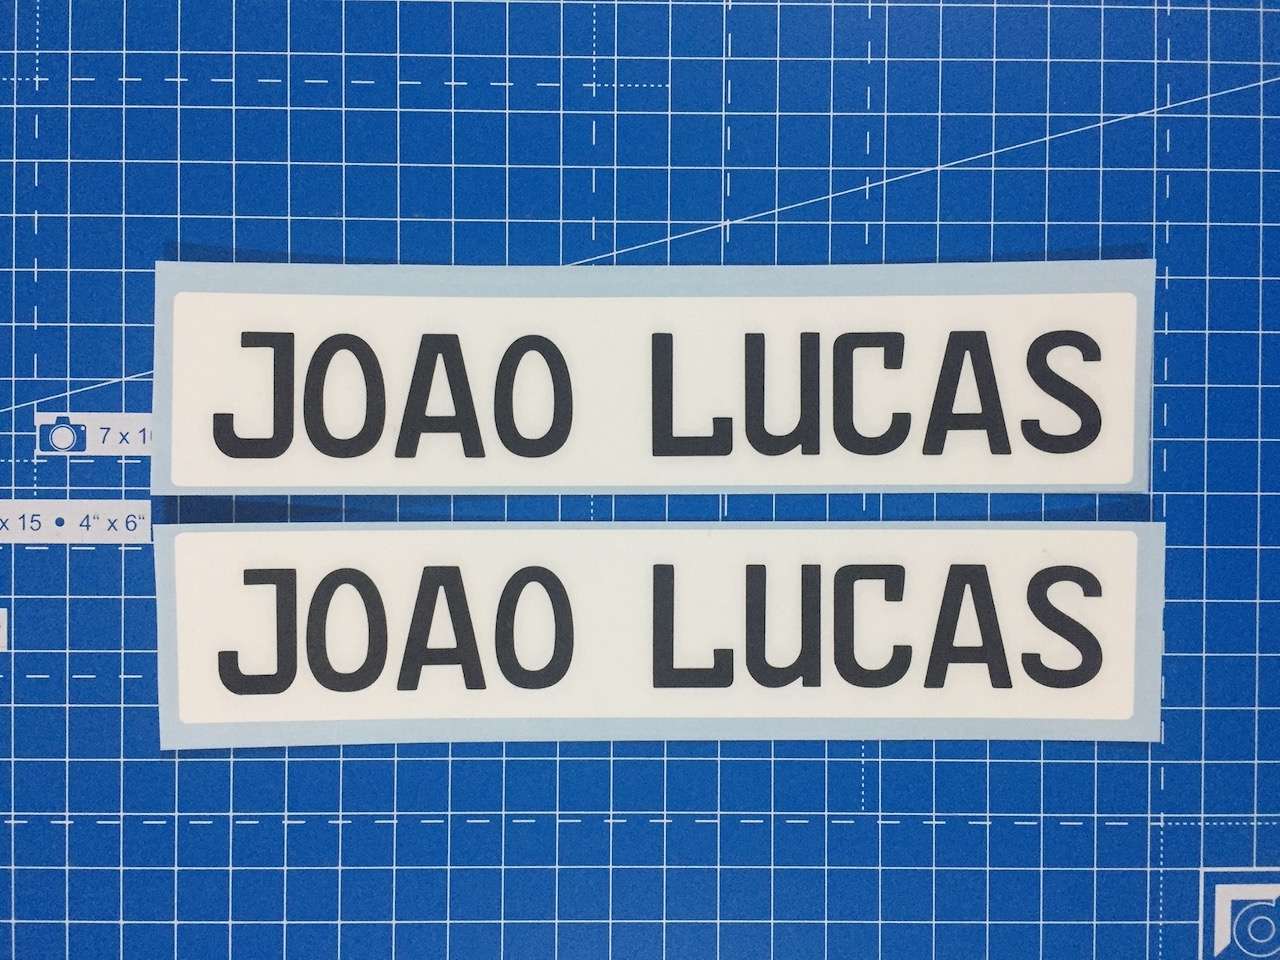 JOAO LUCAS
7 x 1
x 15 • 4“ x 6“
JOAO LUCAS